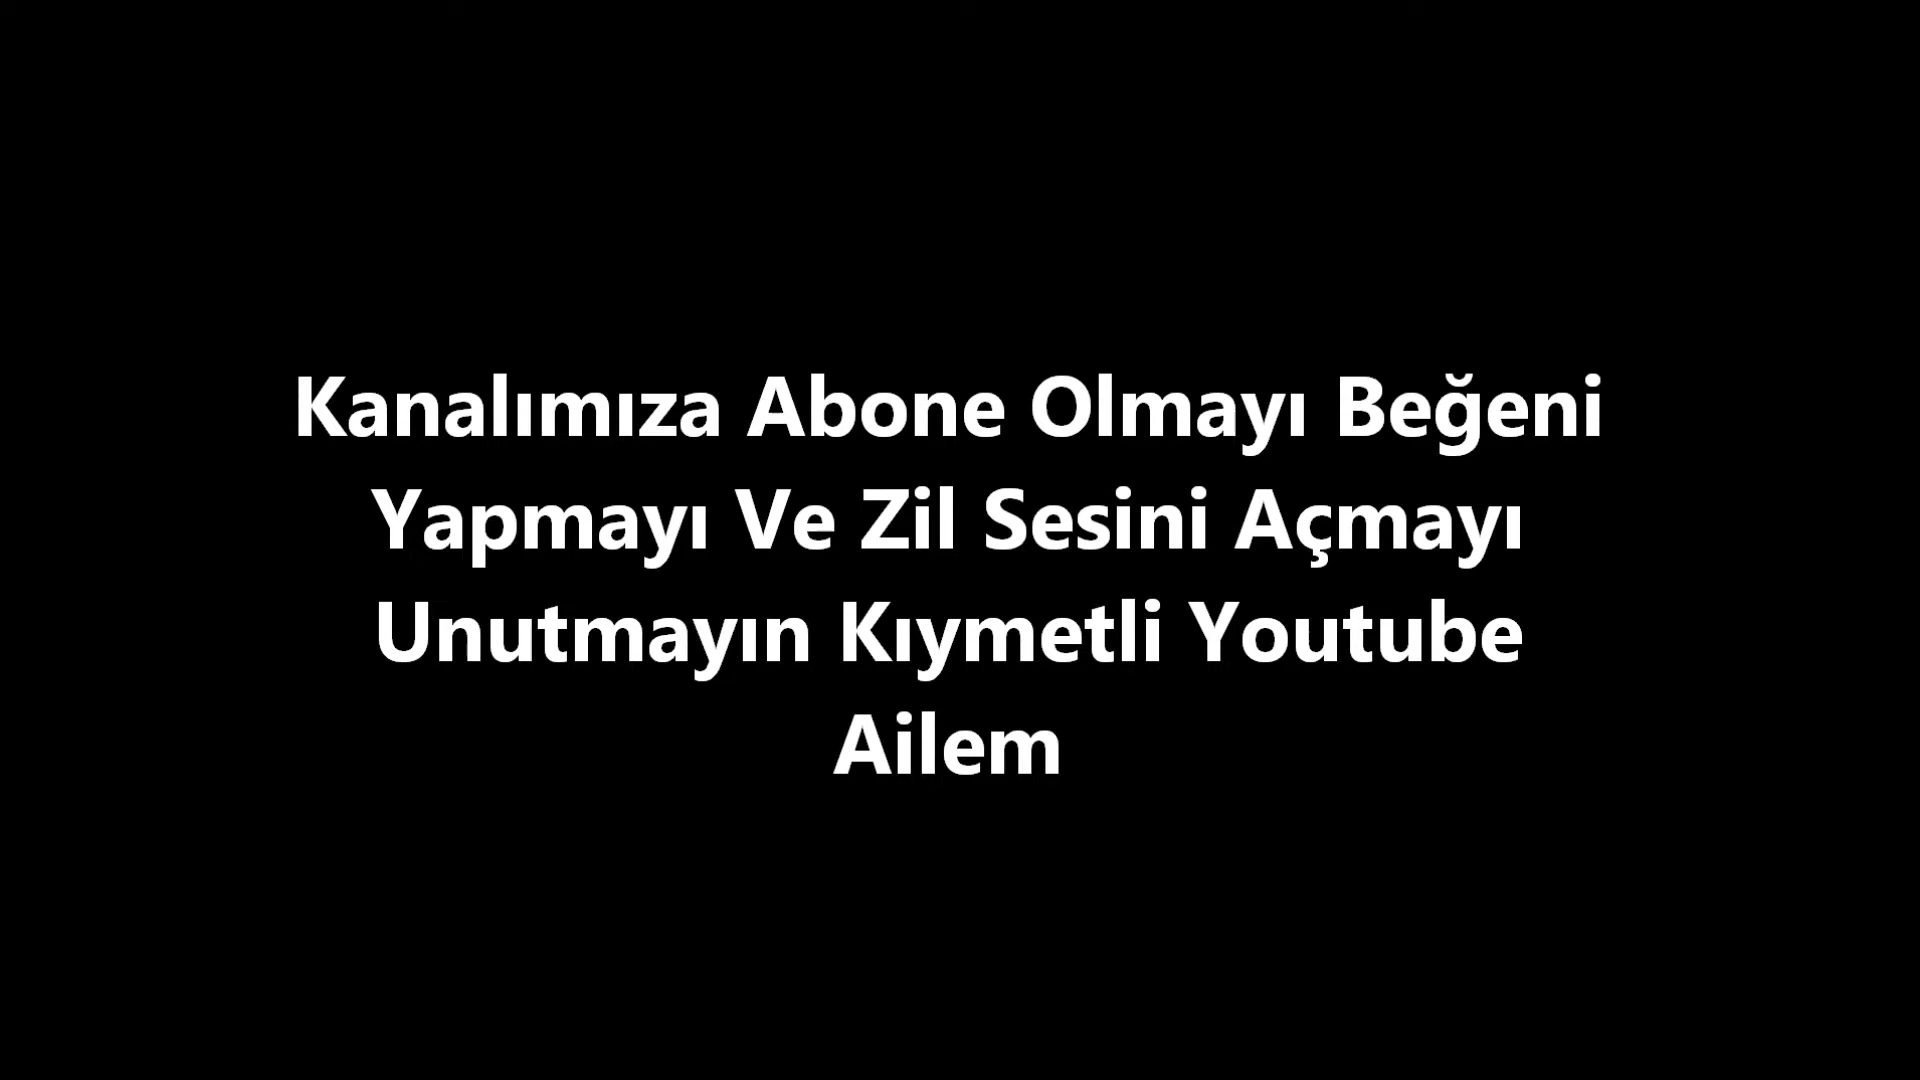 Kanalımıza Abone Olmayı Beğeni
Yapmayı Ve Zil Sesini Açmayı
Unutmayın Kıymetli Youtube
Ailem